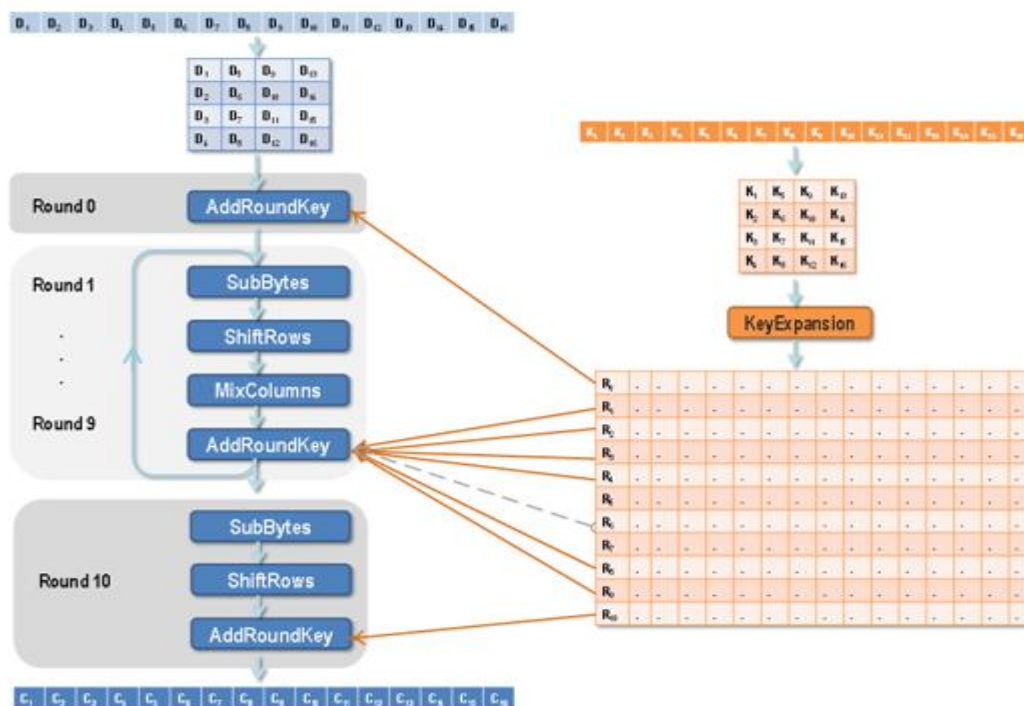 D₁ D₂ D₃ D₄ D₅ D₆ D₇ D₈ D₉ D₁₀ D₁₁ D₁₂ D₁₃ D₁₄ D₁₅ D₁₆
D₁ D₅ D₉ D₁₃
D₂ D₆ D₁₀ D₁₄
D₃ D₇ D₁₁ D₁₅
D₄ D₈ D₁₂ D₁₆
Round 0
AddRoundKey
Round 1
SubBytes
ShiftRows
MixColumns
Round 9
AddRoundKey
SubBytes
Round 10
ShiftRows
AddRoundKey
C₁ C₂ C₃ C₄ C₅ C₆ C₇ C₈ C₉ C₁₀ C₁₁ C₁₂ C₁₃ C₁₄ C₁₅ C₁₆
K₁ K₂ K₃ K₄ K₅ K₆ K₇ K₈ K₉ K₁₀ K₁₁ K₁₂ K₁₃ K₁₄ K₁₅ K₁₆
K₁ K₅ K₉ K₁₃
K₂ K₆ K₁₀ K₁₄
K₃ K₇ K₁₁ K₁₅
K₄ K₈ K₁₂ K₁₆
KeyExpansion
R₁
R₂
R₃
R₄
R₆
R₇
R₈
R₉
R₁₀